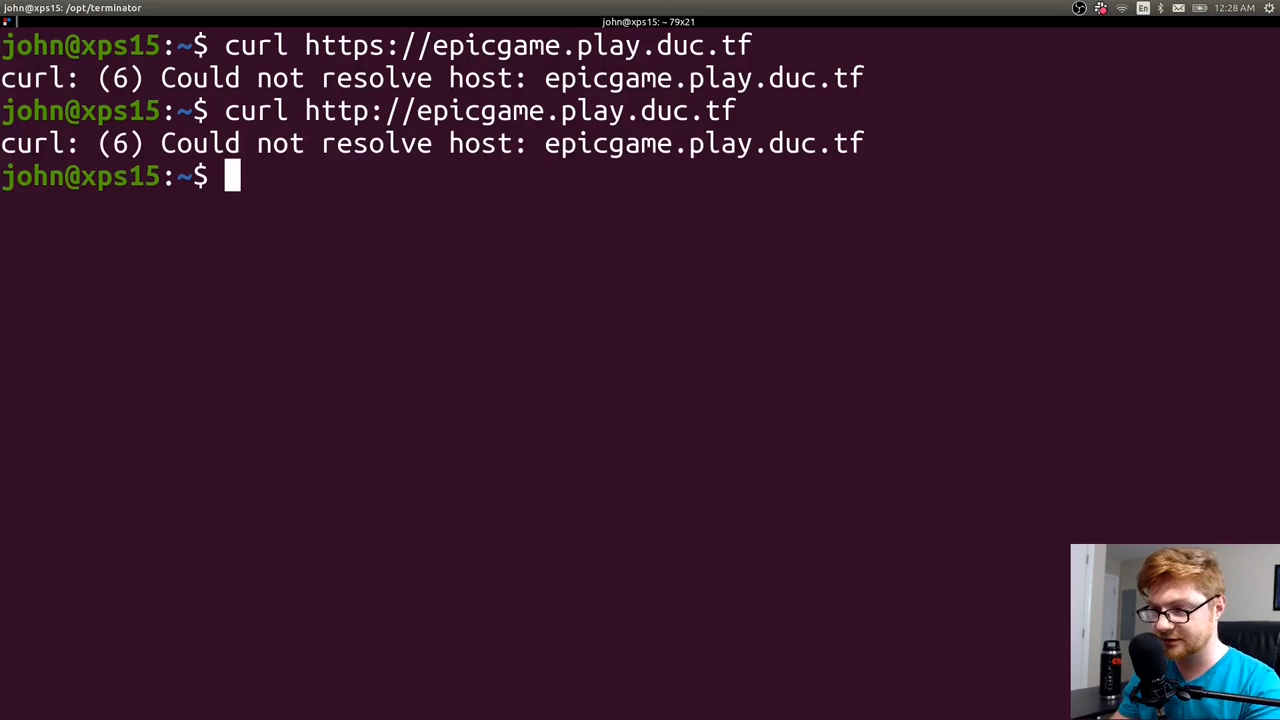 john@xps15: /opt/terminator
En
12:28 AM
john@xps15: ~ 79x21
john@xps15:~$ curl https://epicgame.play.duc.tf
curl: (6) Could not resolve host: epicgame.play.duc.tf
john@xps15:~$ curl http://epicgame.play.duc.tf
curl: (6) Could not resolve host: epicgame.play.duc.tf
john@xps15:~$